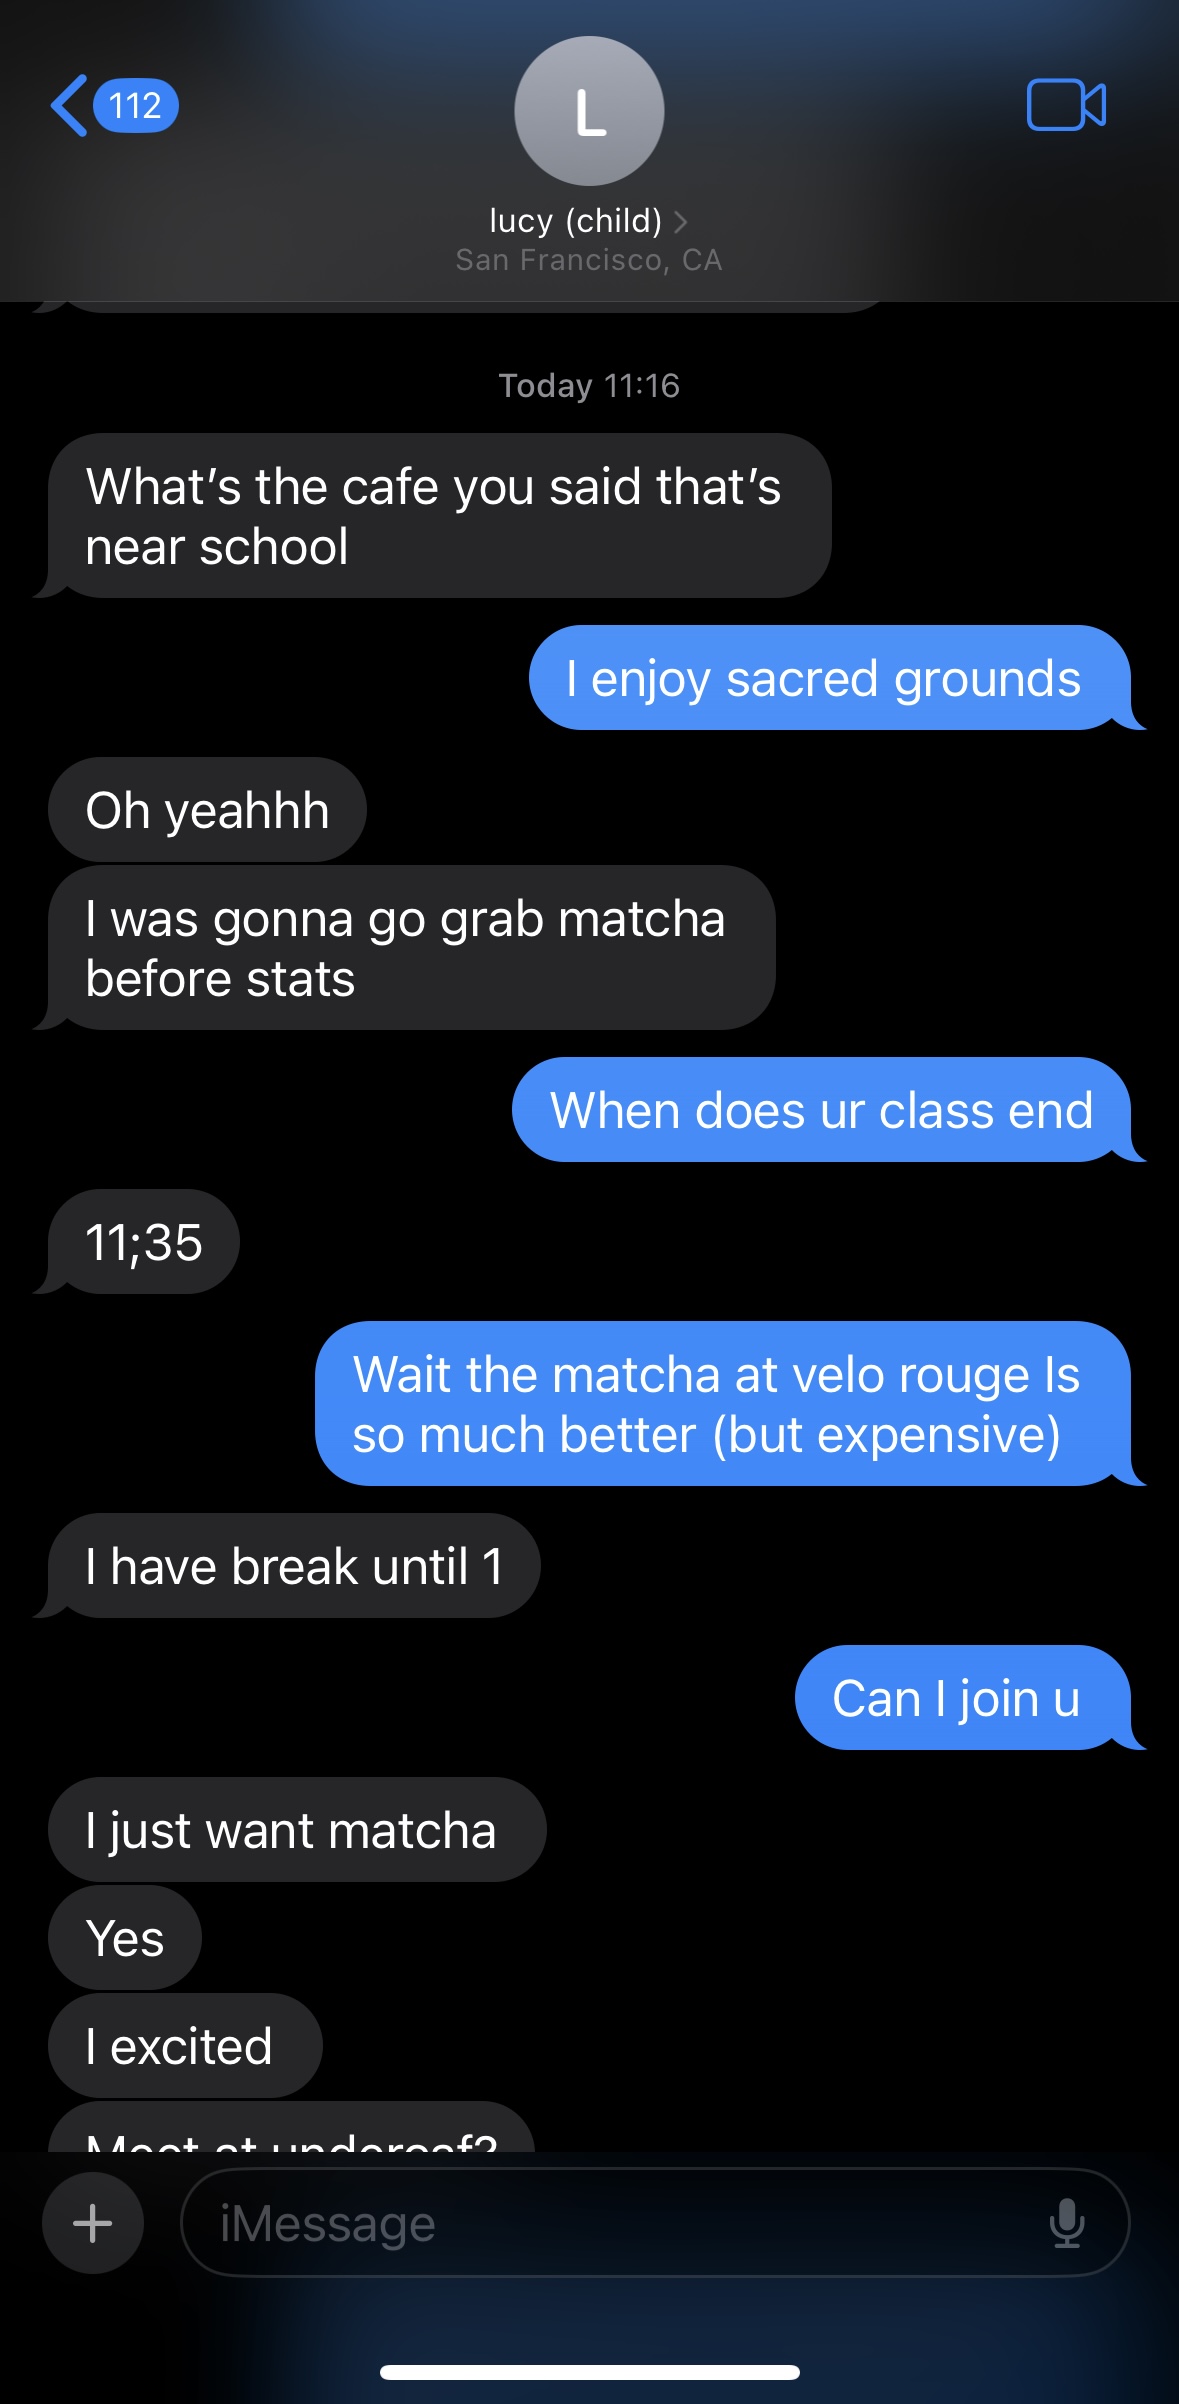 112
L
lucy (child)
San Francisco, CA
Today 11:16
What’s the cafe you said that’s
near school
I enjoy sacred grounds
Oh yeahhh
I was gonna go grab matcha
before stats
When does ur class end
11;35
Wait the matcha at velo rouge Is
so much better (but expensive)
I have break until 1
Can I join u
I just want matcha
Yes
I excited
Meet at undercaf?
iMessage